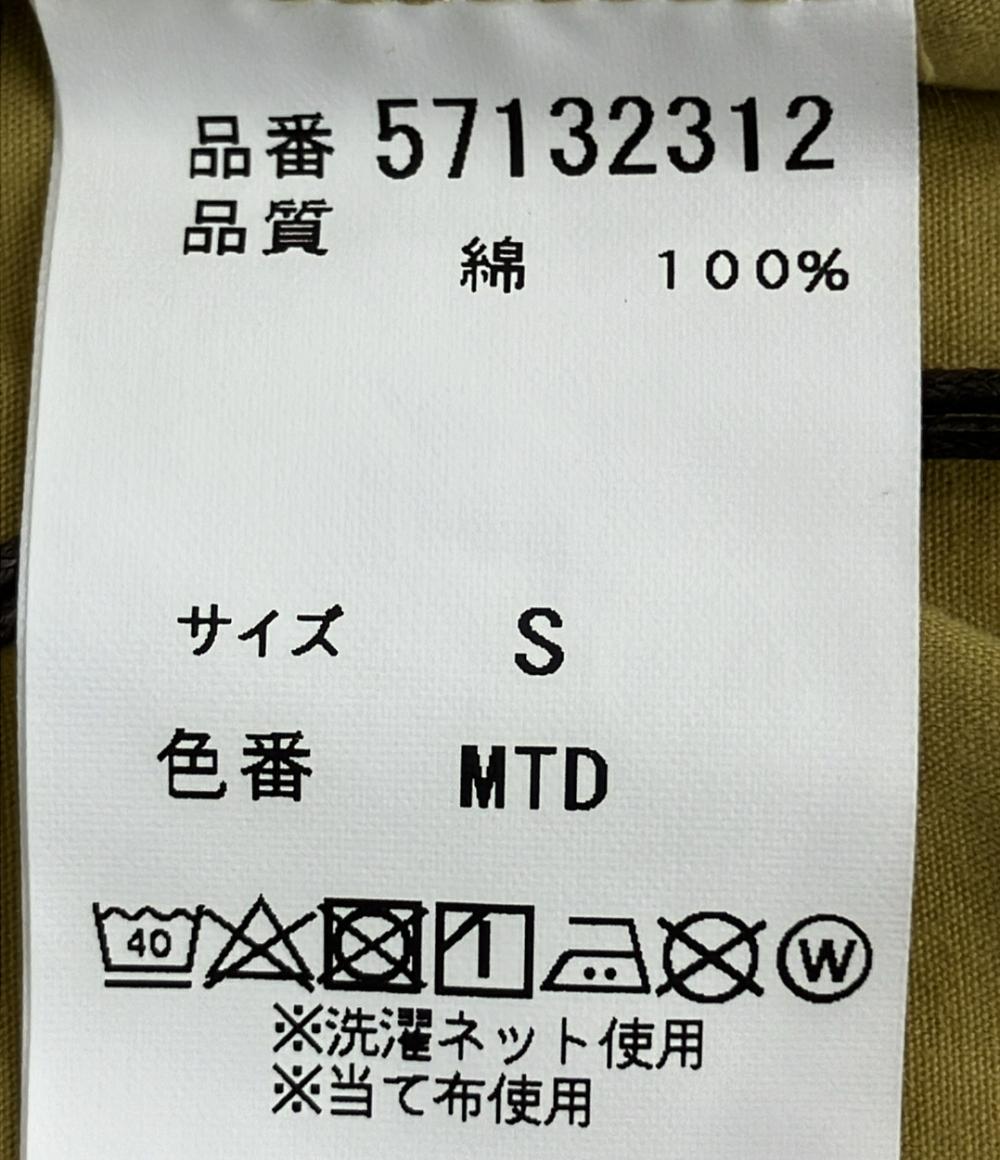 品番 57132312
品質
綿 100%
サイズ S
色番 MTD
40 W
※洗濯ネット使用
※当て布使用